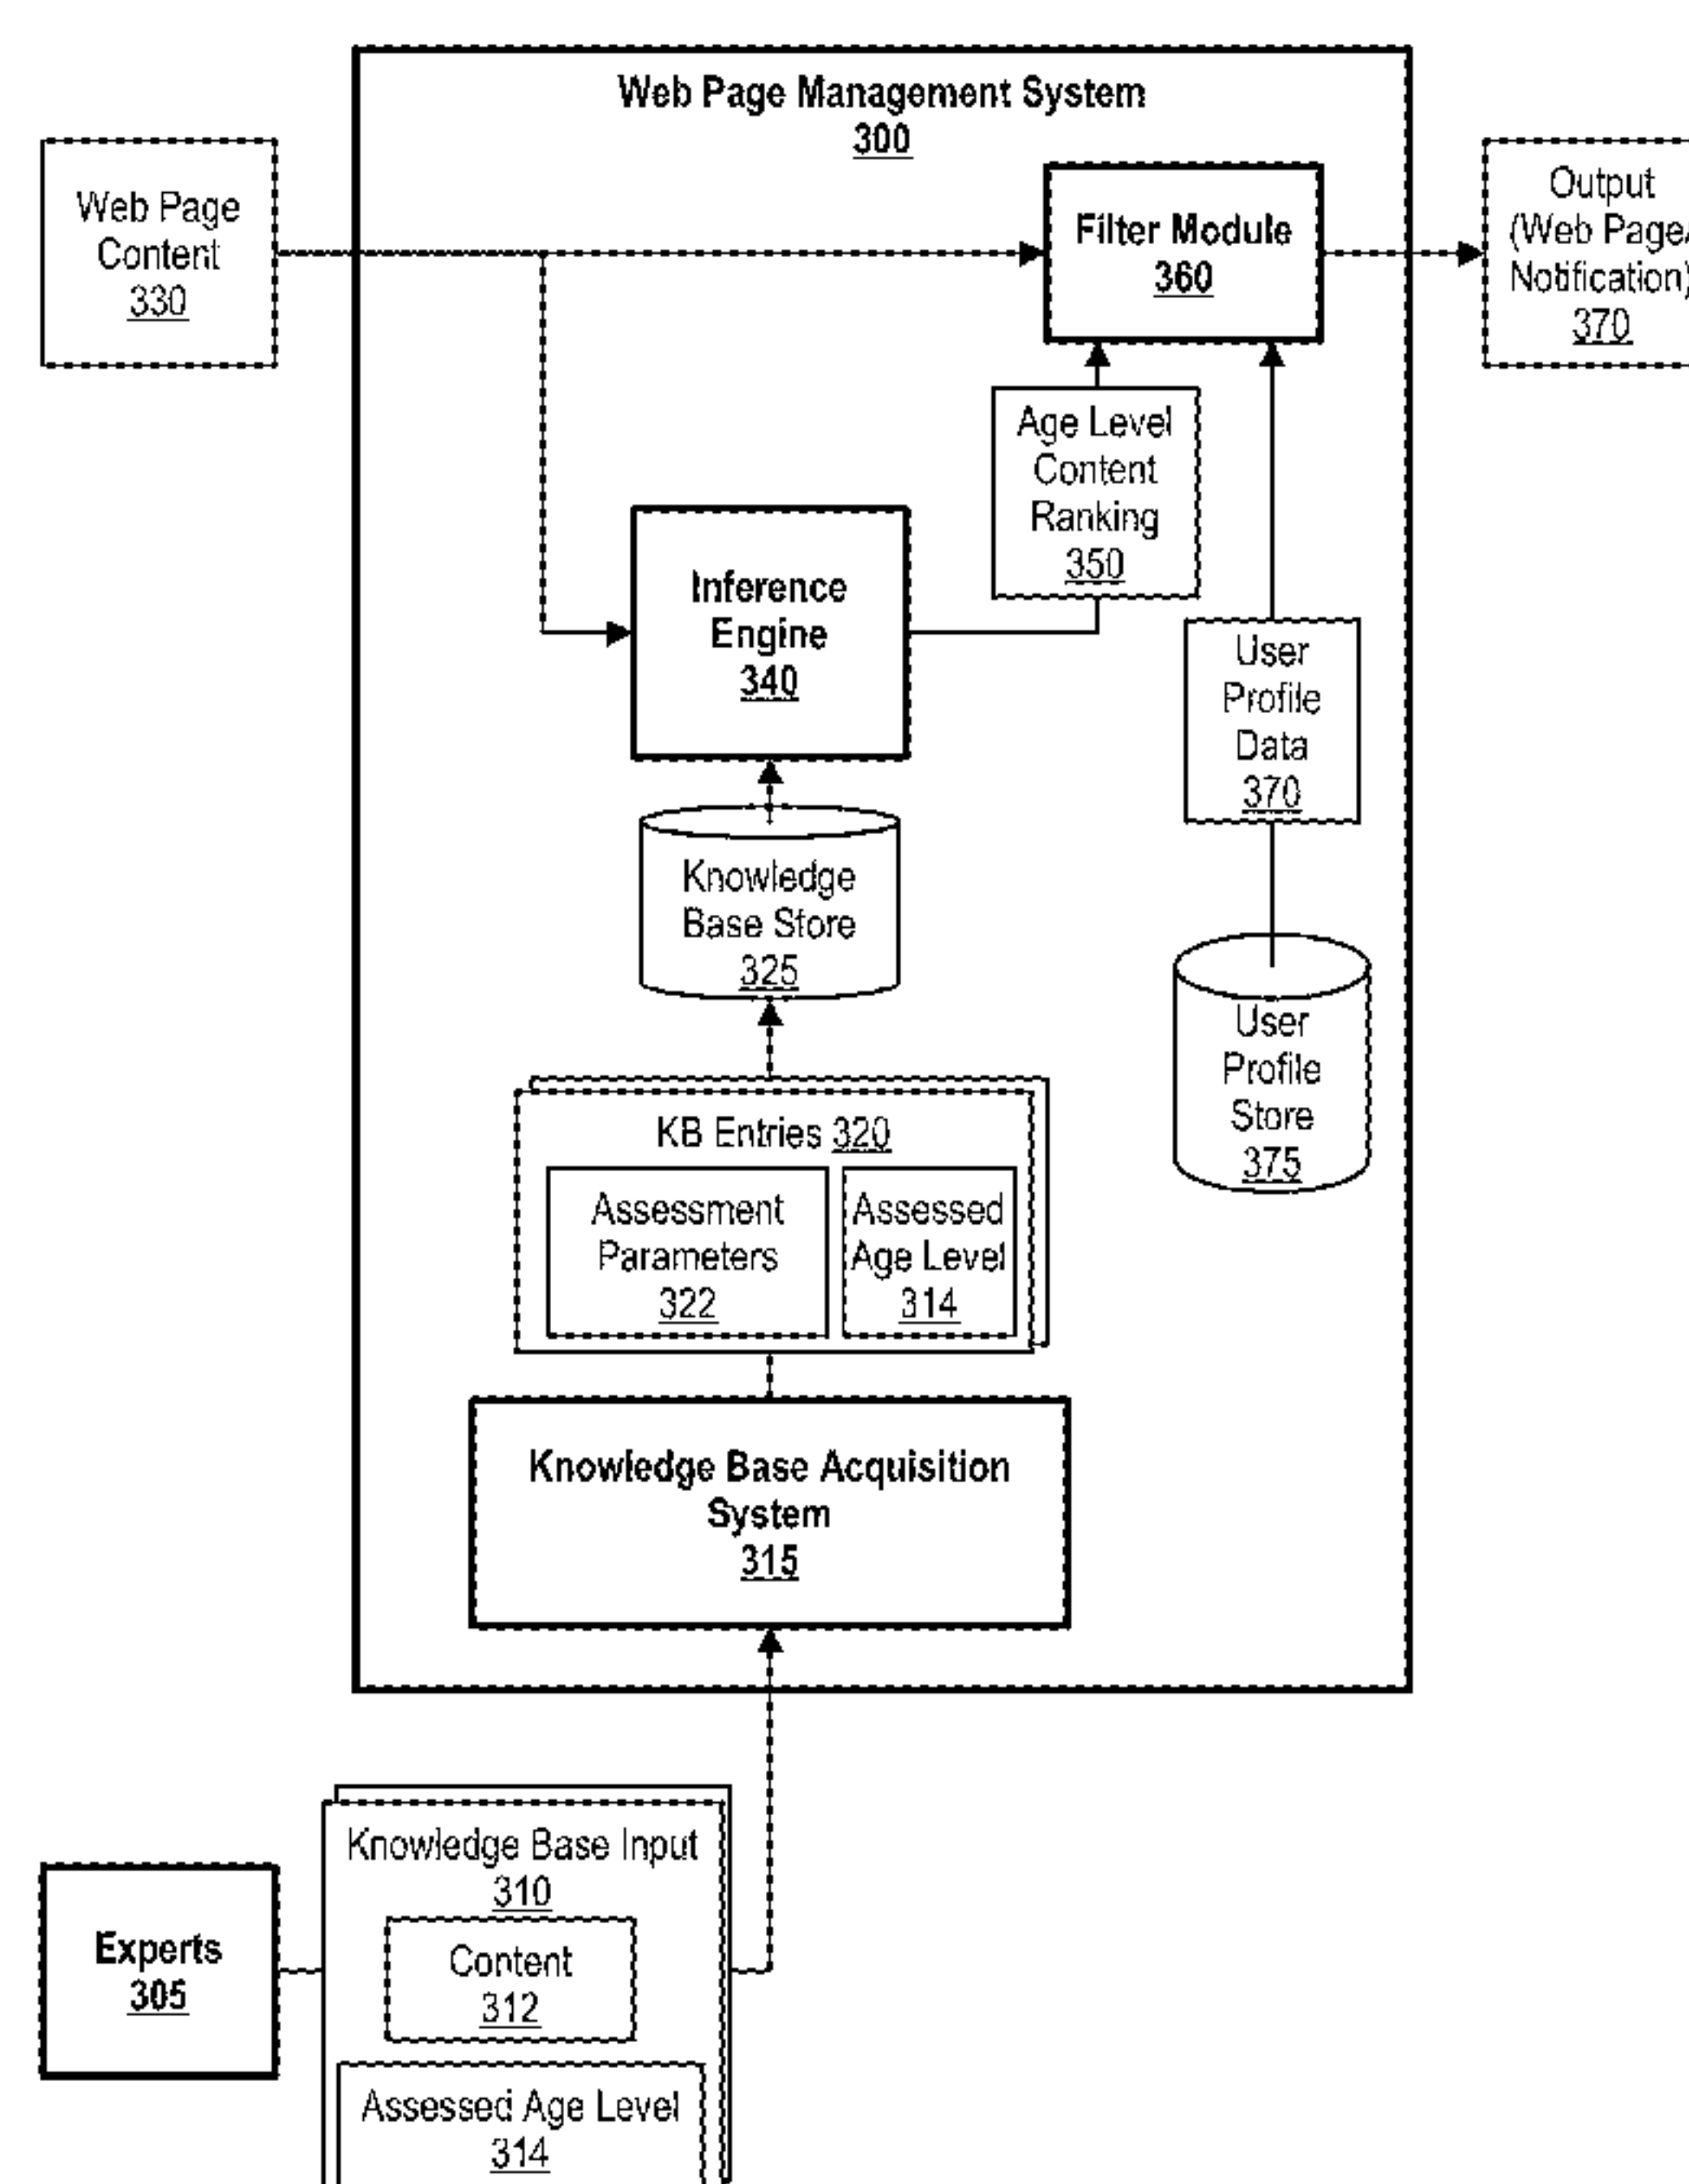 Web Page Management System
300
Web Page
Content
330
Filter Module
360
Output
(Web Page/
Notification)
370
Age Level
Content
Ranking
350
Inference
Engine
340
User
Profile
Data
370
Knowledge
Base Store
325
User
Profile
Store
375
KB Entries 320
Assessment
Parameters
322
Assessed
Age Level
314
Knowledge Base Acquisition
System
315
Knowledge Base Input
310
Experts
305
Content
312
Assessed Age Level
314